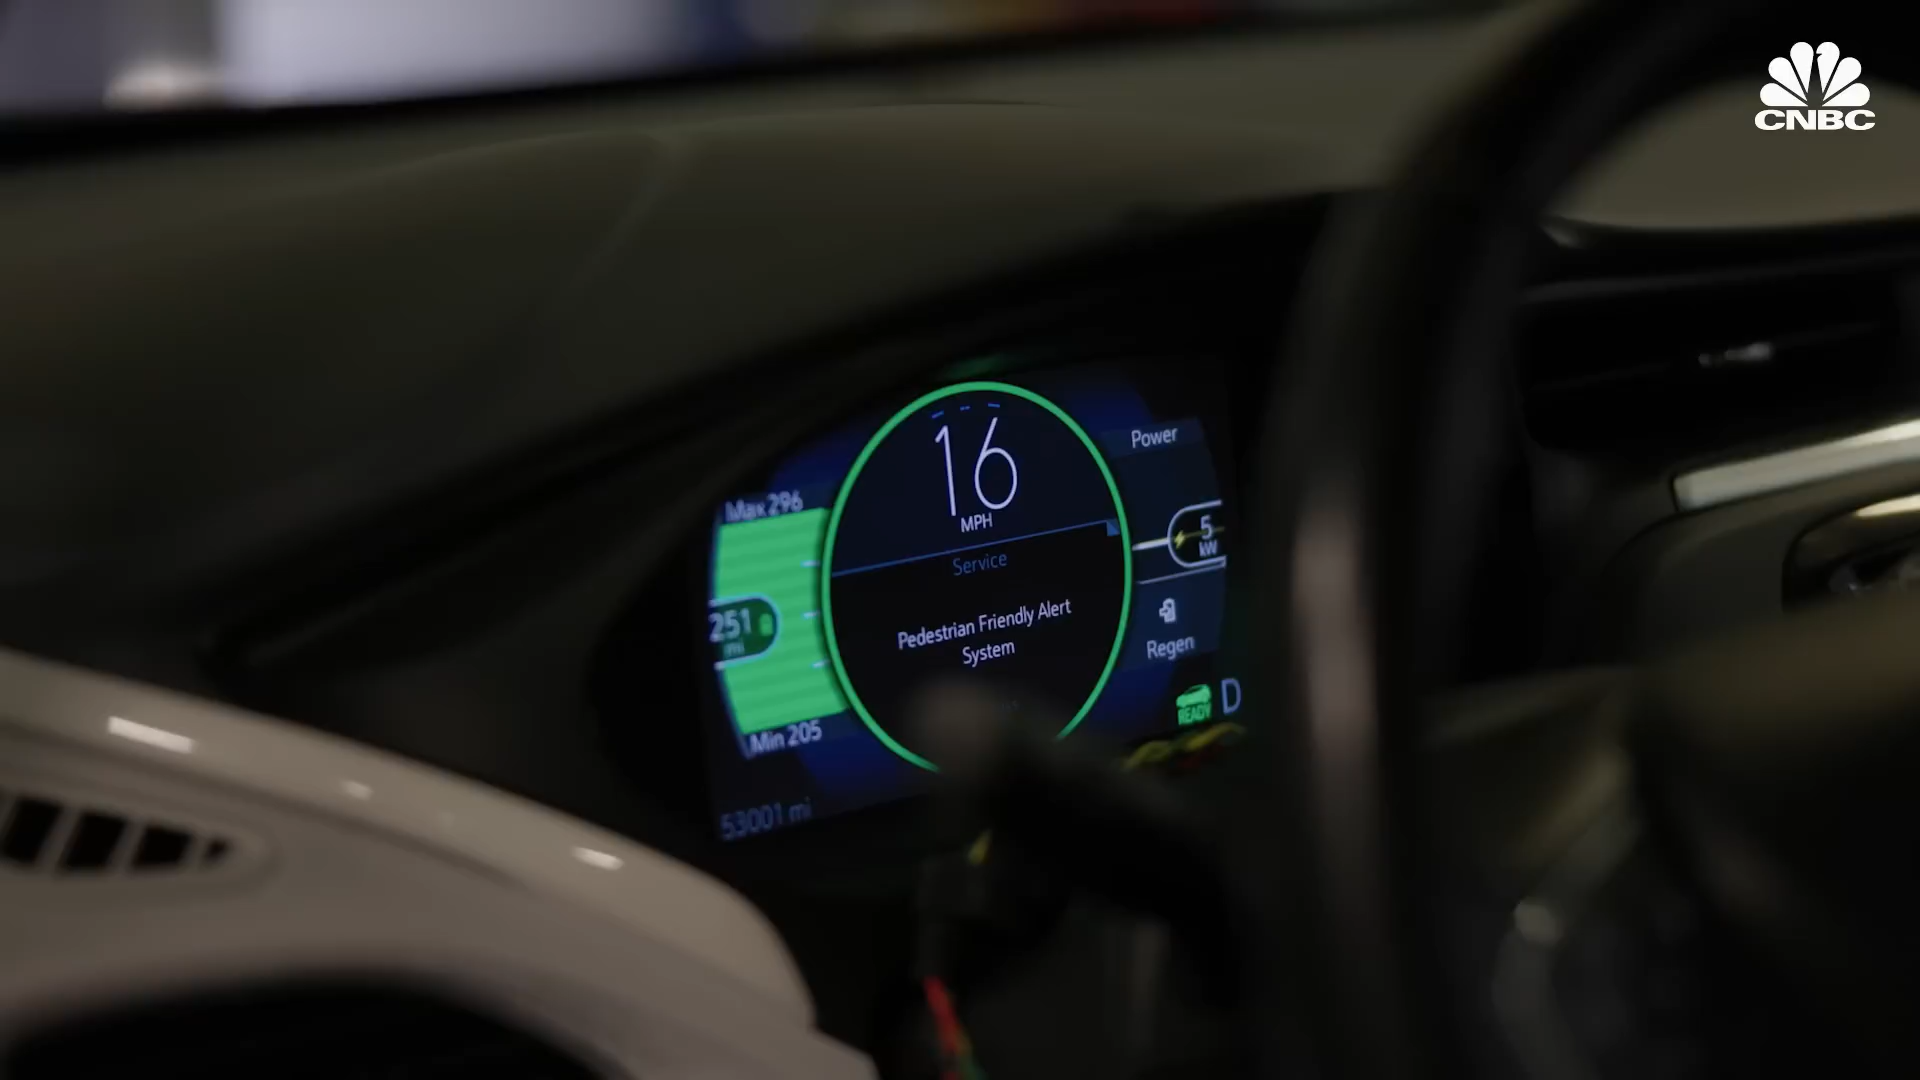 CNBC
16
MPH
Power
Max 296
5
kW
Service
251
mi
Pedestrian Friendly Alert
System
Regen
READY D
Min 205
53001 mi